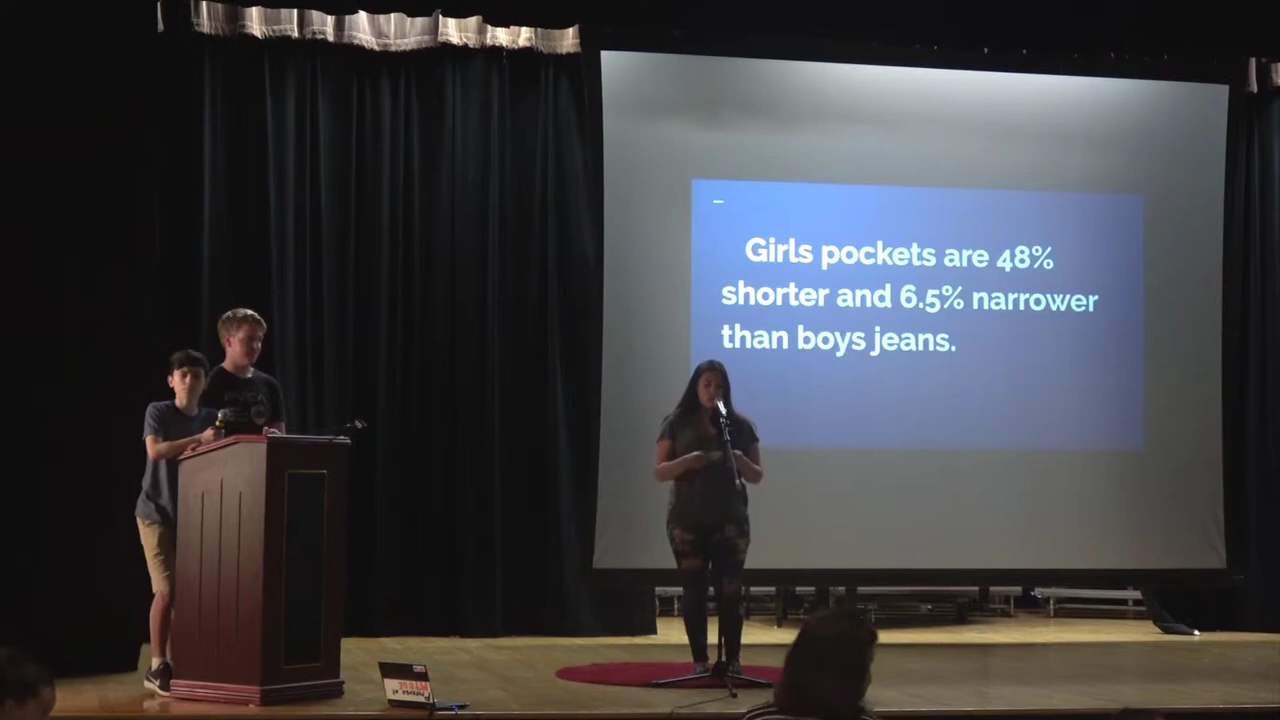 Girls pockets are 48%
shorter and 6.5% narrower
than boys jeans.